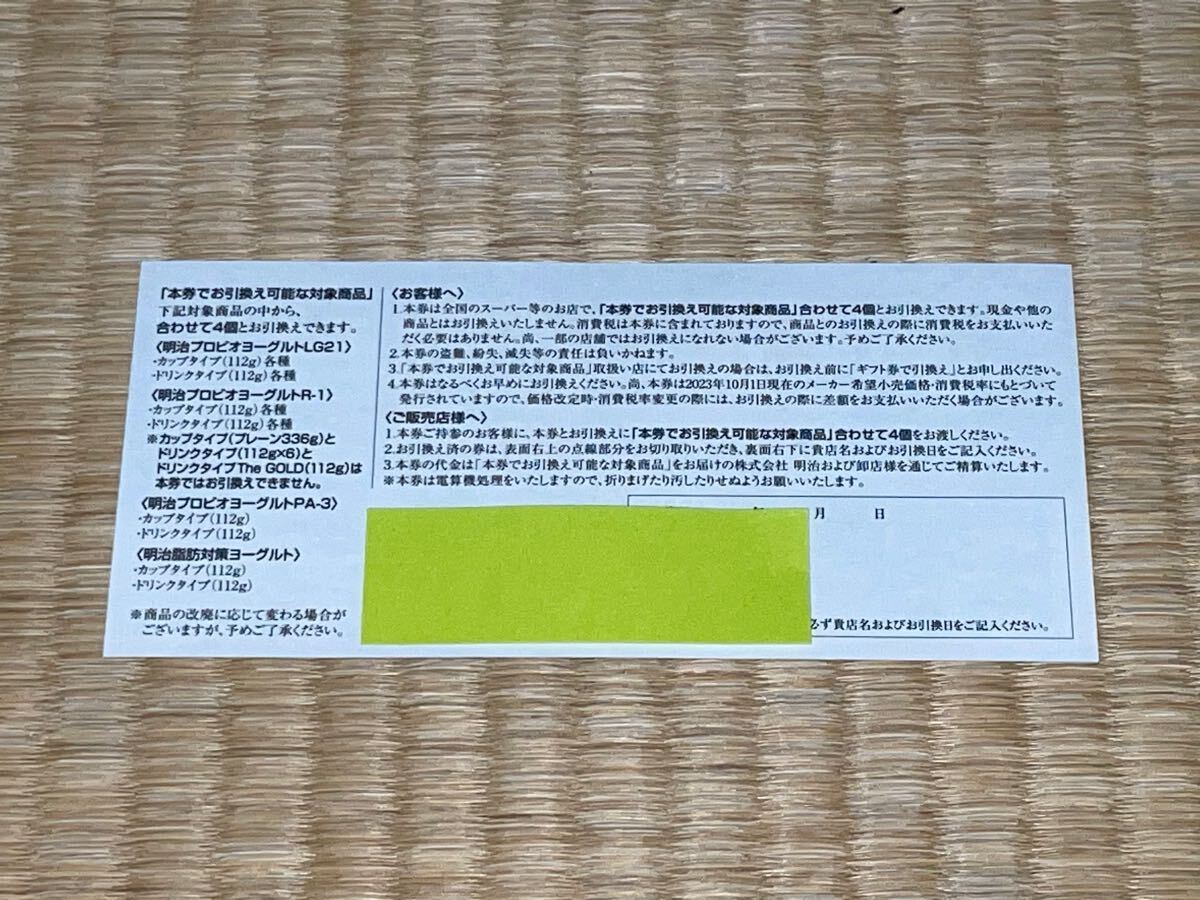 「本券でお引換え可能な対象商品」
下記対象商品の中から、
合わせて4個とお引換えできます。
〈明治プロビオヨーグルトLG21〉
・カップタイプ(112g)各種
・ドリンクタイプ(112g)各種
〈明治プロビオヨーグルトR-1〉
・カップタイプ(112g)各種
・ドリンクタイプ(112g)各種
※カップタイプ(プレーン336g)と
ドリンクタイプ(112g×6)と
ドリンクタイプThe GOLD(112g)は
本券ではお引換えできません。
〈明治プロビオヨーグルトPA-3〉
・カップタイプ(112g)
・ドリンクタイプ(112g)
〈明治脂肪対策ヨーグルト〉
・カップタイプ(112g)
・ドリンクタイプ(112g)
※商品の改廃に応じて変わる場合が
ございますが、予めご了承ください。
〈お客様へ〉
1.本券は全国のスーパー等のお店で、「本券でお引換え可能な対象商品」合わせて4個とお引換えできます。現金や他の
商品とはお引換えいたしません。消費税は本券に含まれておりますので、商品とのお引換えの際に消費税をお支払いいた
だく必要はありません。尚、一部の店舗ではお引換えになれない場合がございます。予めご了承ください。
2.本券の盗難、紛失、滅失等の責任は負いかねます。
3.「本券でお引換え可能な対象商品」取扱い店にてお引換えの場合は、お引換え前に「ギフト券で引換え」とお申し出ください。
4.本券はなるべくお早めにお引換えください。尚、本券は2023年10月1日現在のメーカー希望小売価格・消費税率にもとづいて
発行されていますので、価格改定時・消費税率変更の際には、お引換えの際に差額をお支払いいただく場合がございます。
〈ご販売店様へ〉
1.本券ご持参のお客様に、本券とお引換えに「本券でお引換え可能な対象商品」合わせて4個をお渡しください。
2.お引換え済の券は、表面右上の点線部分をお切り取りいただき、裏面右下に貴店名およびお引換日をご記入ください。
3.本券の代金は「本券でお引換え可能な対象商品」をお届けの株式会社 明治および卸店様を通じてご精算いたします。
※本券は電算機処理をいたしますので、折りまげたり汚したりせぬようお願いいたします。
月 日
ず貴店名およびお引換日をご記入ください。